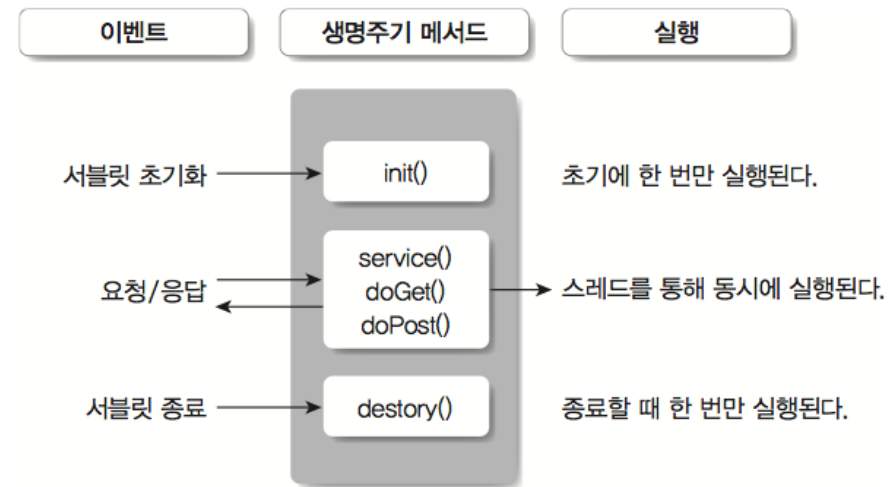 이벤트
생명주기 메서드
실행
서블릿 초기화
init()
초기에 한 번만 실행된다.
요청/응답
service()
doGet()
doPost()
스레드를 통해 동시에 실행된다.
서블릿 종료
destory()
종료할 때 한 번만 실행된다.